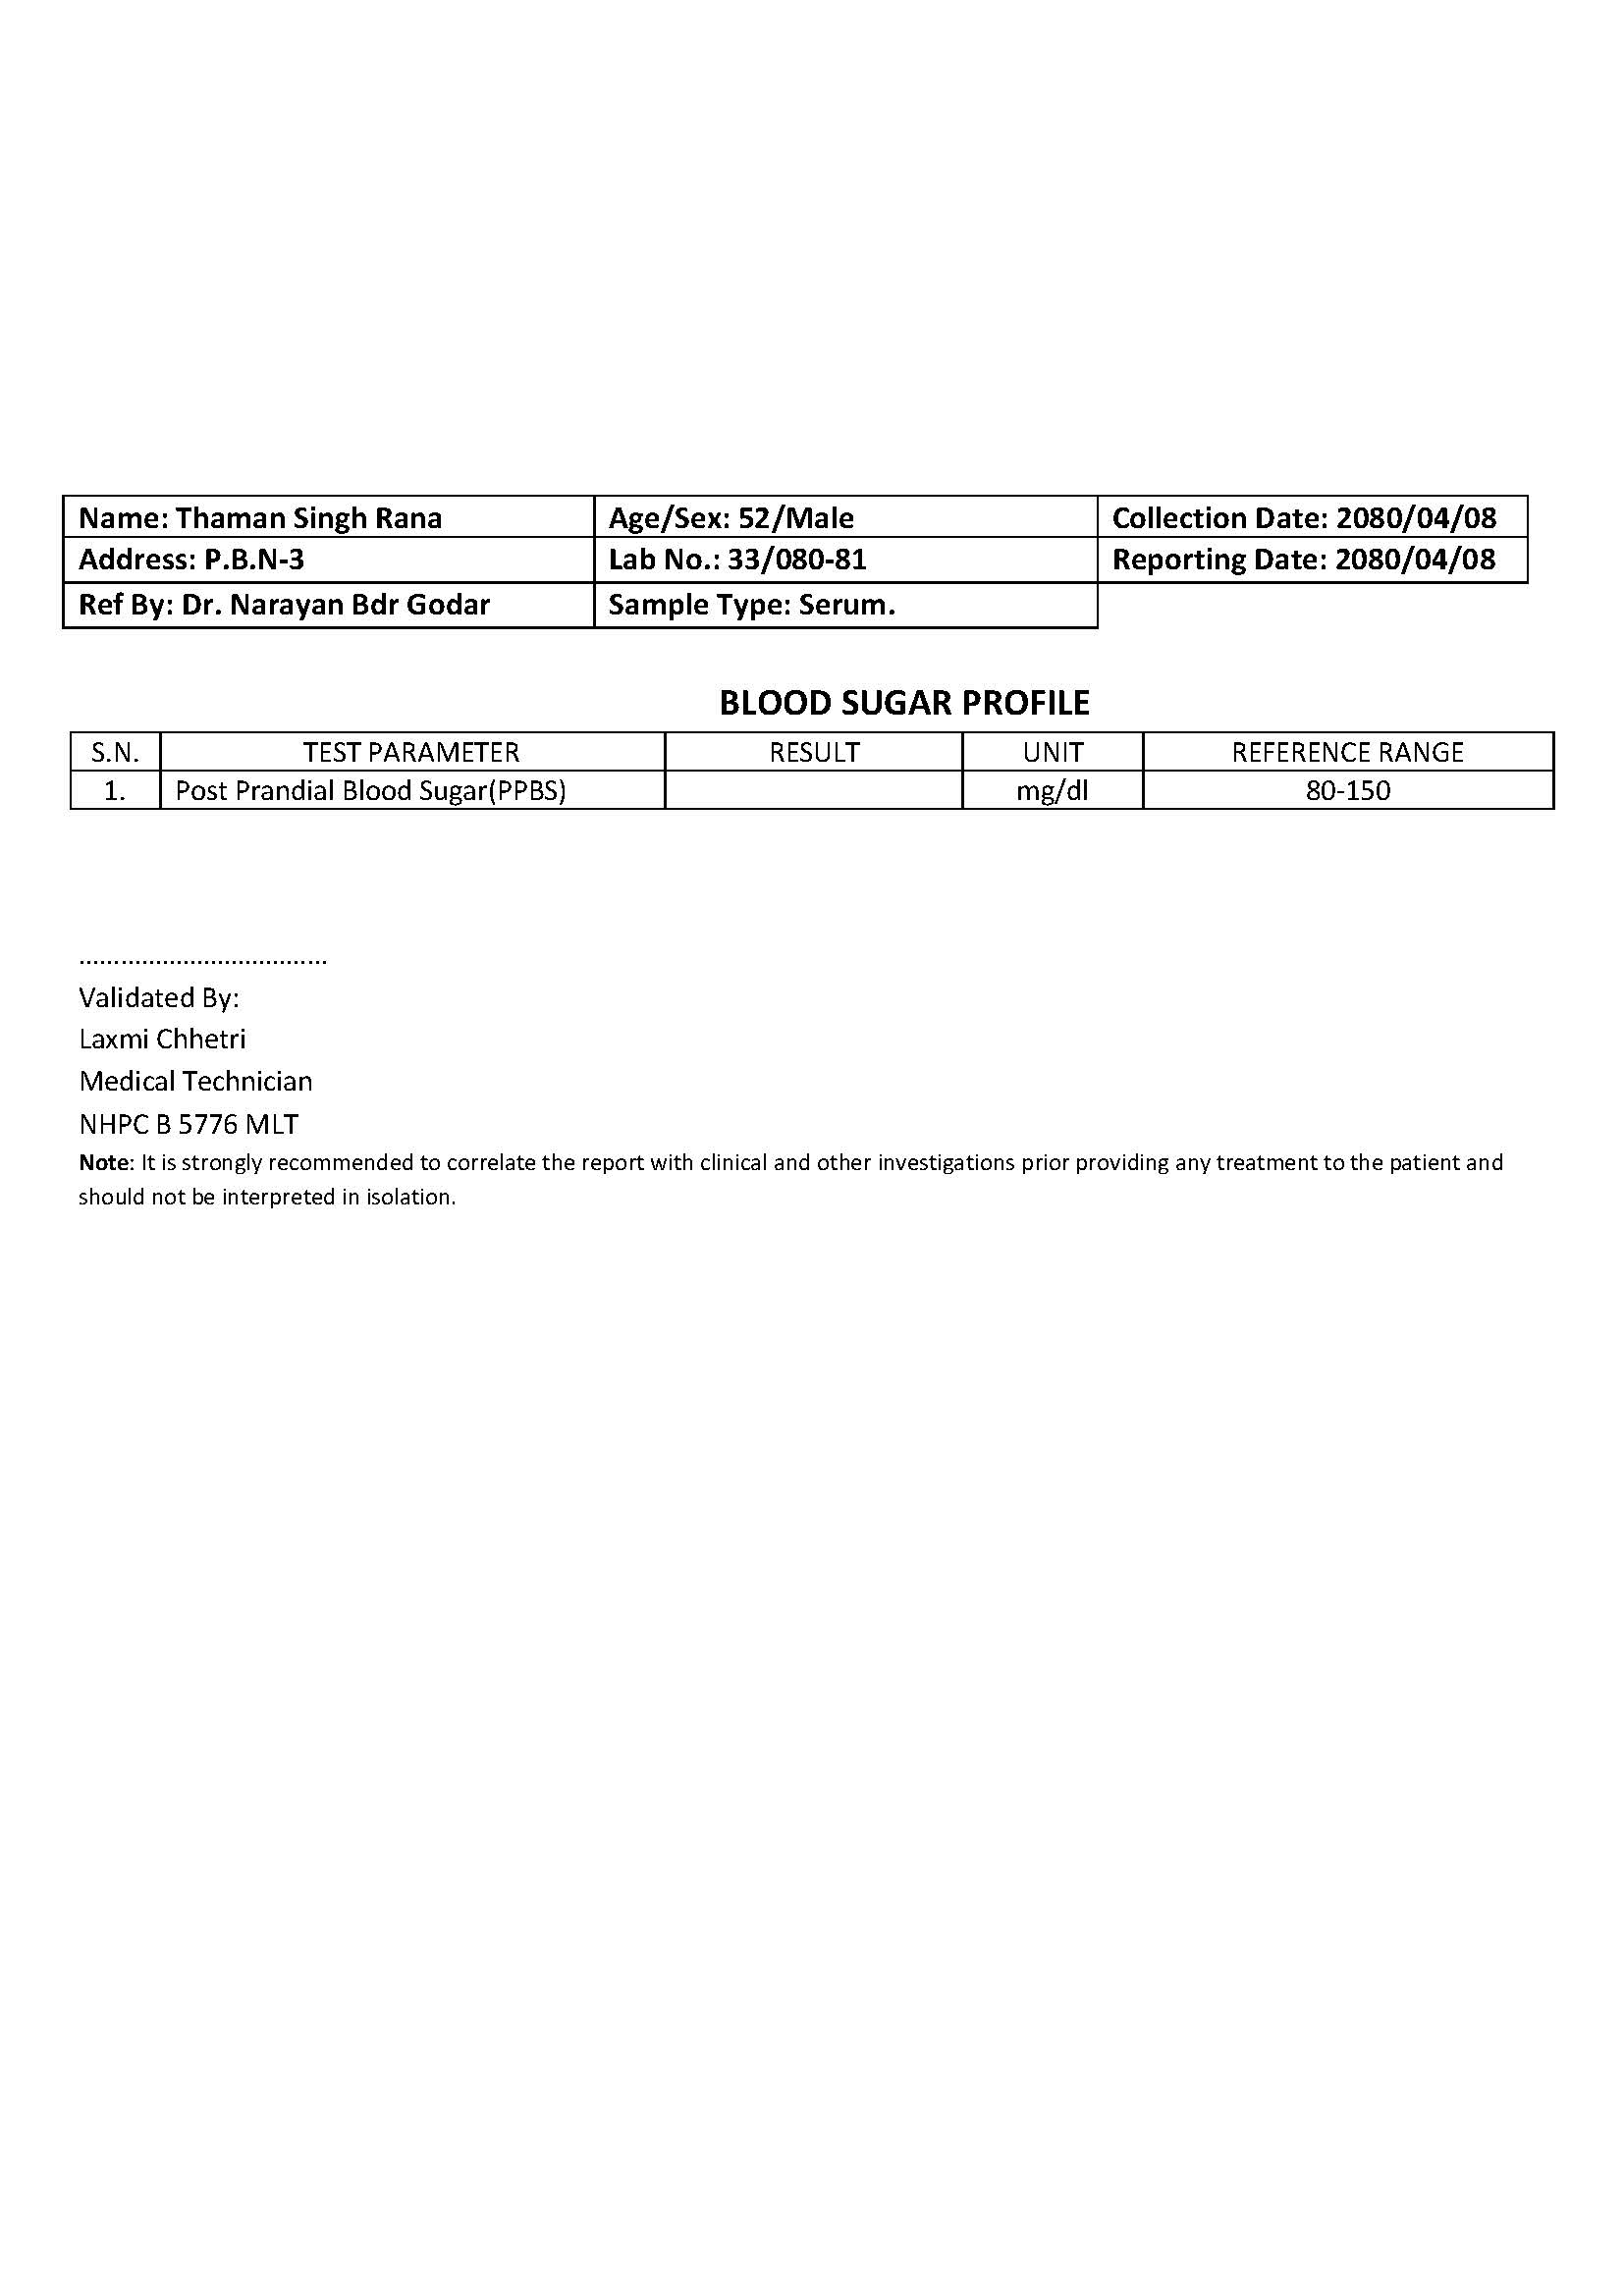 Name: Thaman Singh Rana Age/Sex: 52/Male Collection Date: 2080/04/08
Address: P.B.N-3 Lab No.: 33/080-81 Reporting Date: 2080/04/08
Ref By: Dr. Narayan Bdr Godar Sample Type: Serum.
BLOOD SUGAR PROFILE
S.N. TEST PARAMETER RESULT UNIT REFERENCE RANGE
1. Post Prandial Blood Sugar(PPBS) mg/dl 80-150
....................................
Validated By:
Laxmi Chhetri
Medical Technician
NHPC B 5776 MLT
Note: It is strongly recommended to correlate the report with clinical and other investigations prior providing any treatment to the patient and
should not be interpreted in isolation.